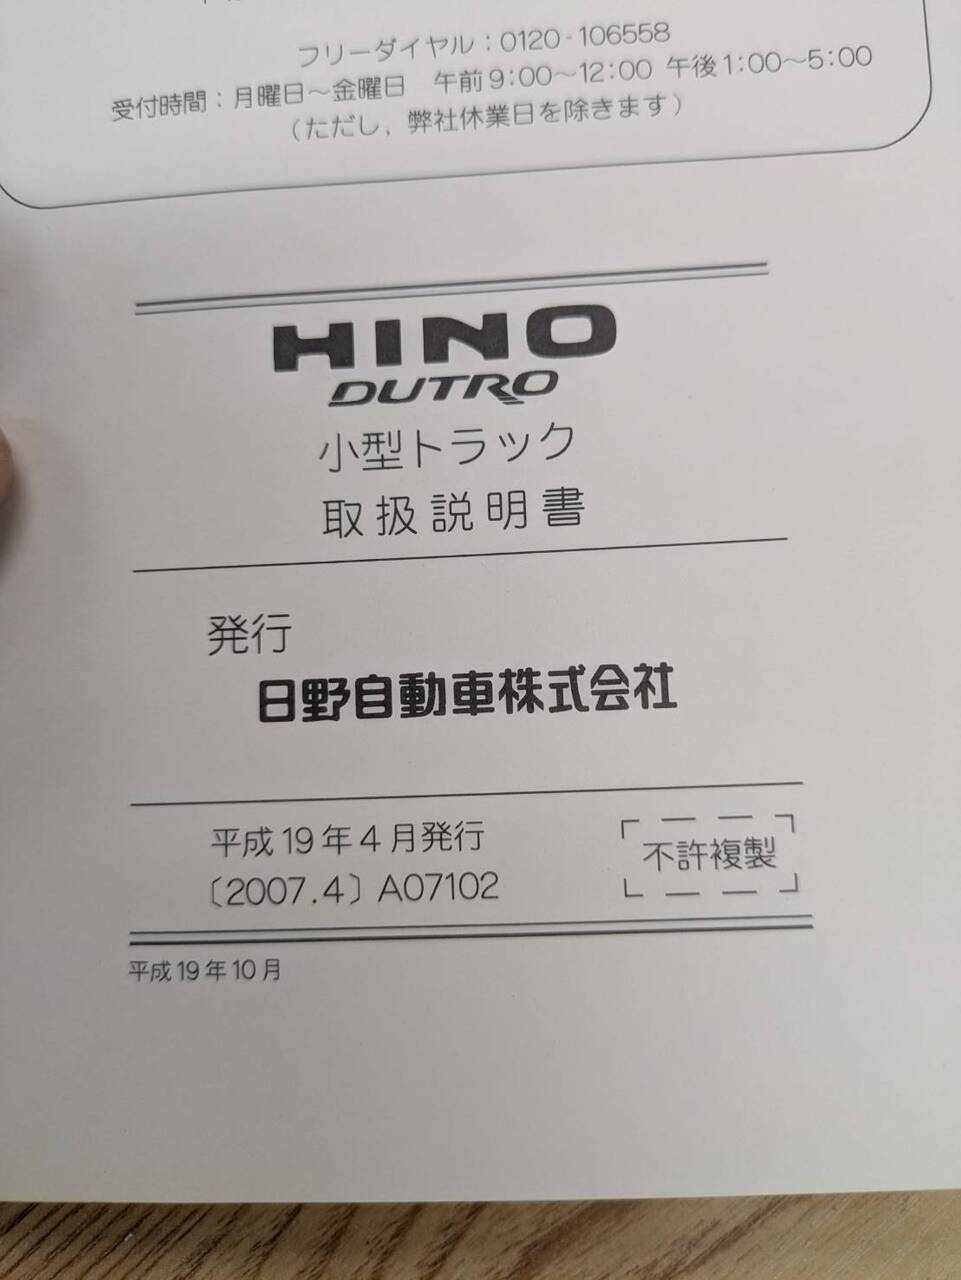 フリーダイヤル：0120-106558
受付時間：月曜日～金曜日　午前9:00～12:00 午後1:00～5:00
（ただし，弊社休業日を除きます）
HINO
DUTRO
小型トラック
取扱説明書
発行
日野自動車株式会社
平成19年4月発行
〔2007.4〕A07102
不許複製
平成19年10月